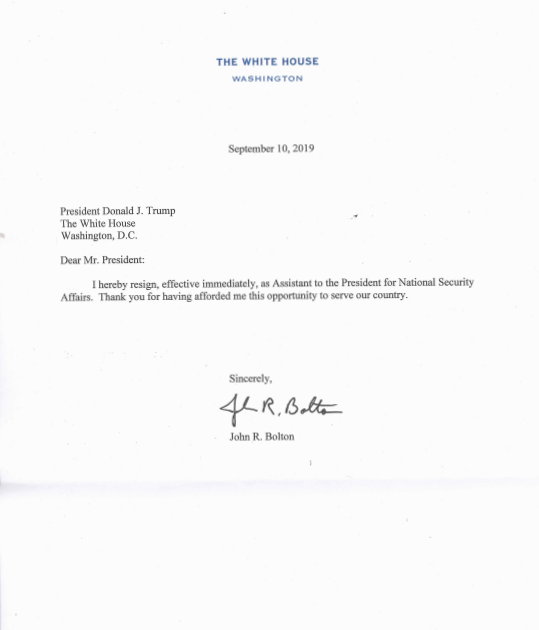 THE WHITE HOUSE
WASHINGTON
September 10, 2019
President Donald J. Trump
The White House
Washington, D.C.
Dear Mr. President:
I hereby resign, effective immediately, as Assistant to the President for National Security
Affairs. Thank you for having afforded me this opportunity to serve our country.
Sincerely,
John R. Bolton
John R. Bolton